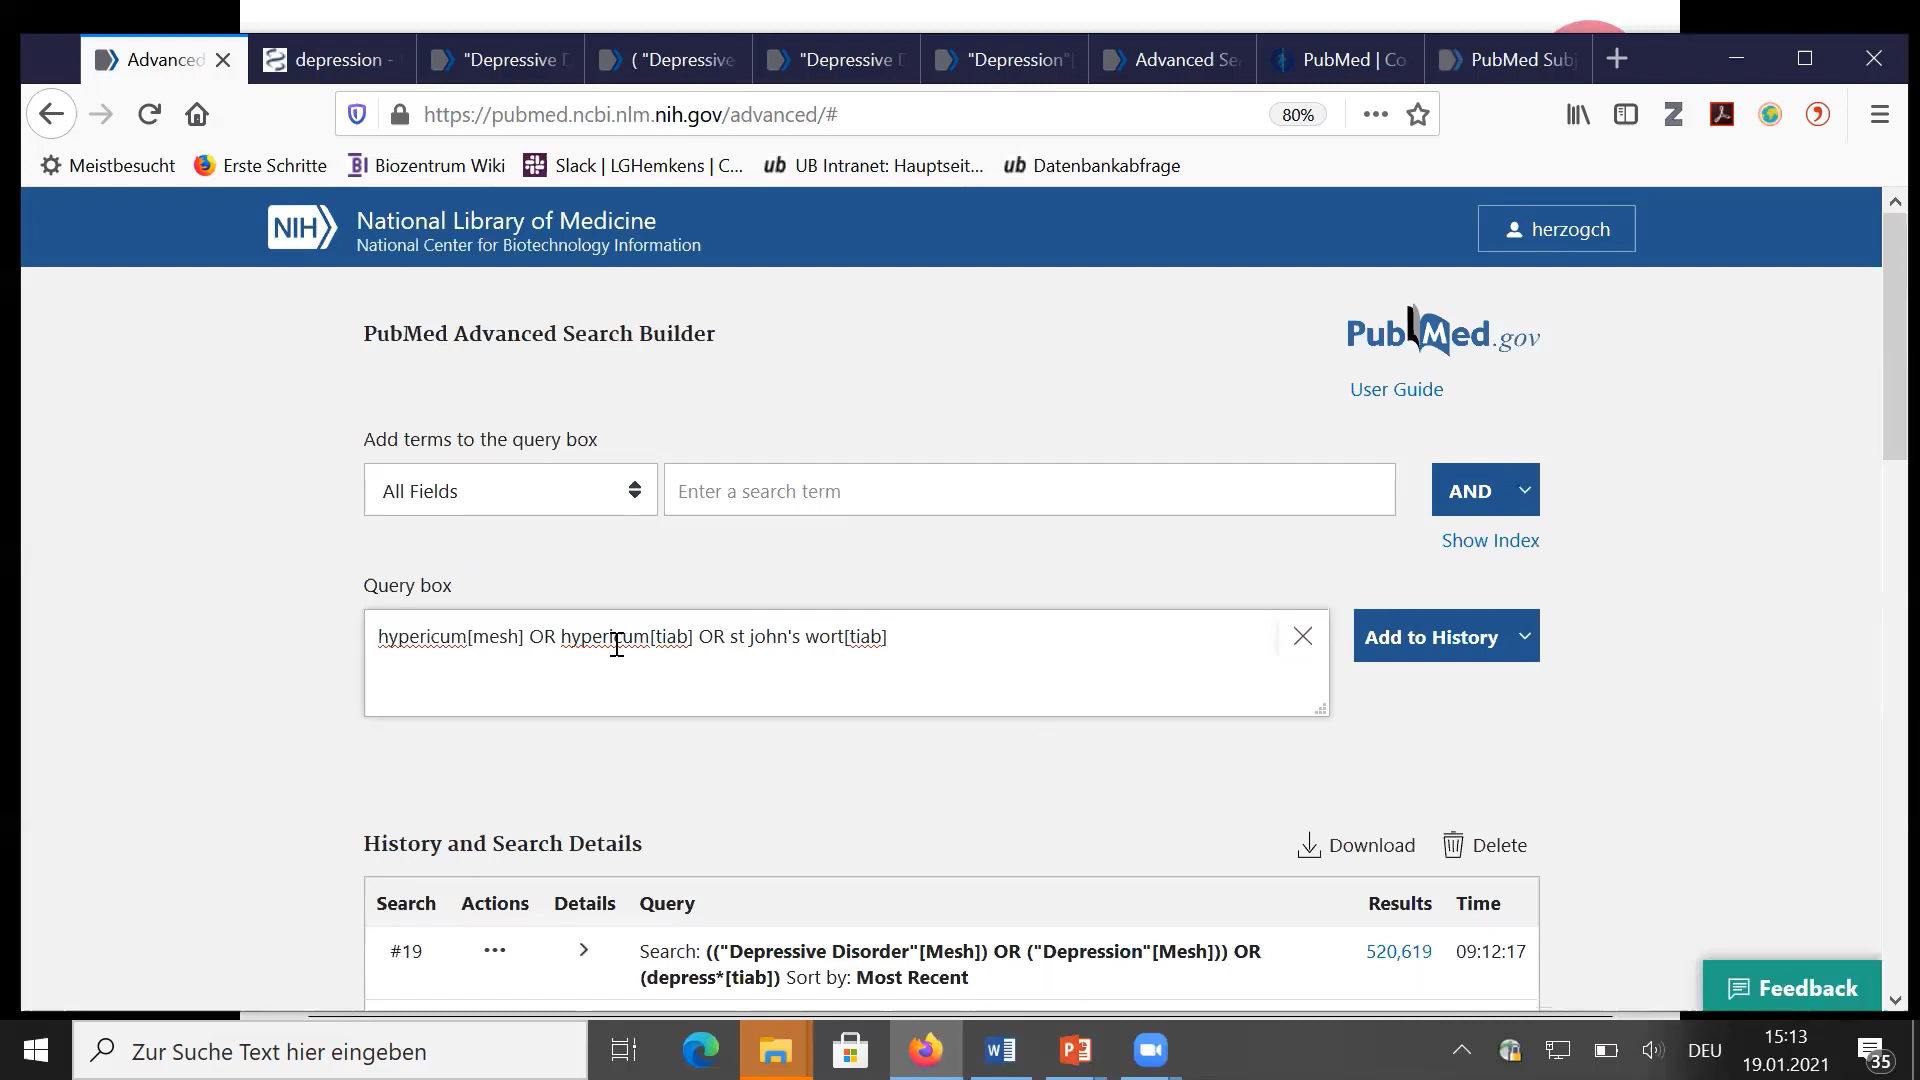 Advanced
depression -
"Depressive D
( "Depressive
"Depressive D
"Depression"[
Advanced Se
PubMed | Co
PubMed Subj
https://pubmed.ncbi.nlm.nih.gov/advanced/#
80%
Meistbesucht
Erste Schritte
Biozentrum Wiki
Slack | LGHemkens | C...
ub UB Intranet: Hauptseit...
ub Datenbankabfrage
NIH
National Library of Medicine
National Center for Biotechnology Information
herzogch
PubMed Advanced Search Builder
PubMed.gov
User Guide
Add terms to the query box
All Fields
Enter a search term
AND
Show Index
Query box
hypericum[mesh] OR hypericum[tiab] OR st john's wort[tiab]
Add to History
History and Search Details
Download
Delete
Search Actions Details Query Results Time
#19 ••• Search: (("Depressive Disorder"[Mesh]) OR ("Depression"[Mesh])) OR 520,619 09:12:17
(depress*[tiab]) Sort by: Most Recent
Feedback
Zur Suche Text hier eingeben
DEU
15:13
19.01.2021
35